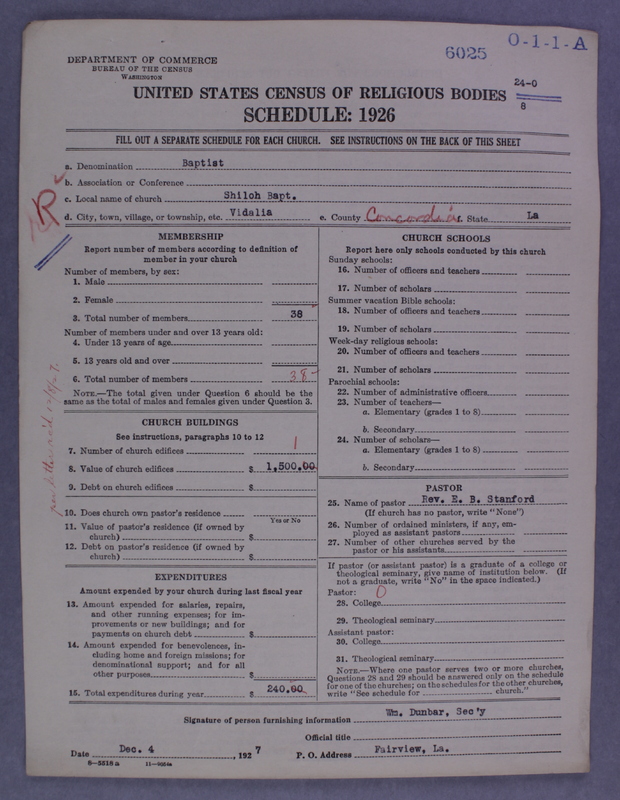 6025 O-1-1-A
DEPARTMENT OF COMMERCE
BUREAU OF THE CENSUS
WASHINGTON
24-0
8
UNITED STATES CENSUS OF RELIGIOUS BODIES
SCHEDULE: 1926
FILL OUT A SEPARATE SCHEDULE FOR EACH CHURCH. SEE INSTRUCTIONS ON THE BACK OF THIS SHEET
R
a. Denomination Baptist
b. Association or Conference
c. Local name of church Shiloh Bapt.
d. City, town, village, or township, etc. Vidalia e. County Concordia f. State La
MEMBERSHIP
Report number of members according to definition of
member in your church
Number of members, by sex:
1. Male
2. Female
3. Total number of members 38
Number of members under and over 13 years old:
4. Under 13 years of age
5. 13 years old and over
6. Total number of members 38
NOTE.—The total given under Question 6 should be the
same as the total of males and females given under Question 3.
CHURCH BUILDINGS
See instructions, paragraphs 10 to 12
7. Number of church edifices 1
8. Value of church edifices $ 1,500.00
9. Debt on church edifices $
10. Does church own pastor's residence?
Yes or No
11. Value of pastor's residence (if owned by
church) $
12. Debt on pastor's residence (if owned by
church) $
EXPENDITURES
Amount expended by your church during last fiscal year
13. Amount expended for salaries, repairs,
and other running expenses; for im-
provements or new buildings; and for
payments on church debt $
14. Amount expended for benevolences, in-
cluding home and foreign missions; for
denominational support; and for all
other purposes $
15. Total expenditures during year $ 240.00
CHURCH SCHOOLS
Report here only schools conducted by this church
Sunday schools:
16. Number of officers and teachers
17. Number of scholars
Summer vacation Bible schools:
18. Number of officers and teachers
19. Number of scholars
Week-day religious schools:
20. Number of officers and teachers
21. Number of scholars
Parochial schools:
22. Number of administrative officers
23. Number of teachers—
a. Elementary (grades 1 to 8)
b. Secondary
24. Number of scholars—
a. Elementary (grades 1 to 8)
b. Secondary
PASTOR
25. Name of pastor Rev. E. B. Stanford
(If church has no pastor, write "None")
26. Number of ordained ministers, if any, em-
ployed as assistant pastors
27. Number of other churches served by the
pastor or his assistants
If pastor (or assistant pastor) is a graduate of a college or
theological seminary, give name of institution below. (If
not a graduate, write "No" in the space indicated.)
Pastor: 0
28. College
29. Theological seminary
Assistant pastor:
30. College
31. Theological seminary
NOTE.—Where one pastor serves two or more churches,
Questions 28 and 29 should be answered only on the schedule
for one of the churches; on the schedules for the other churches,
write "See schedule for church."
Signature of person furnishing information Wm. Dunbar, Sec'y
Official title
Date Dec. 4, 1927 P. O. Address Fairview, La.